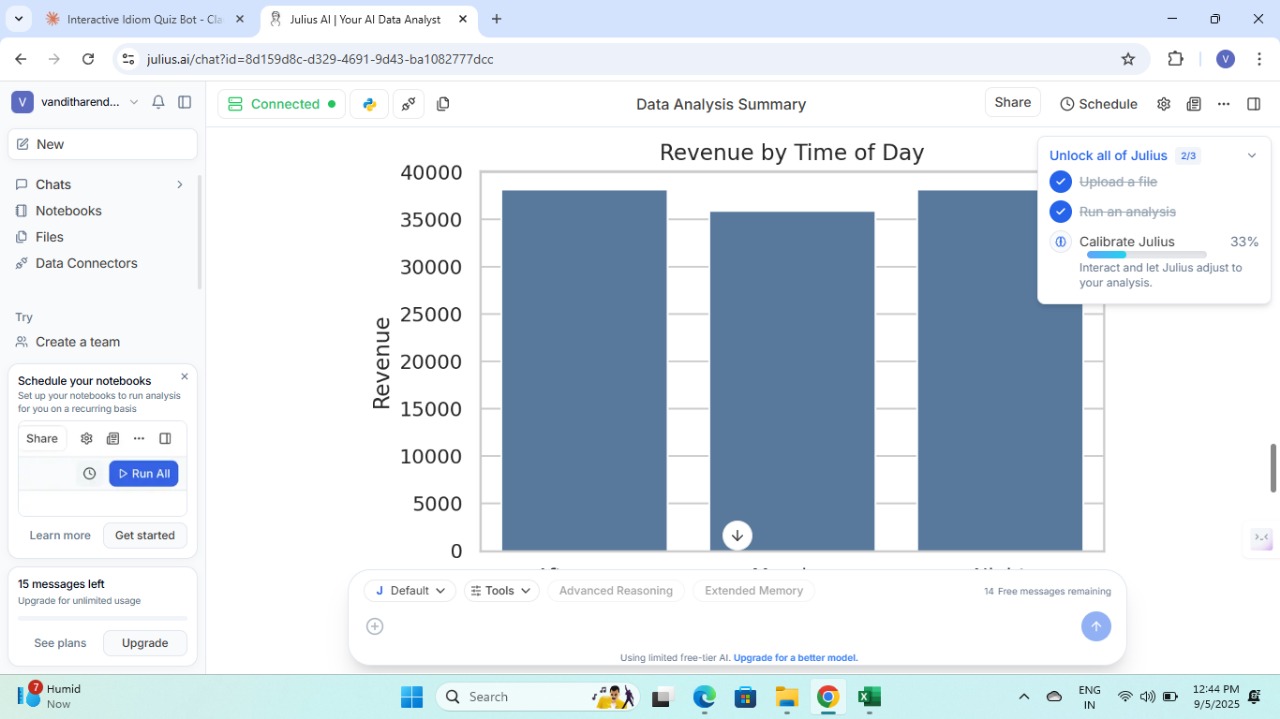 Interactive Idiom Quiz Bot - Cla
Julius AI | Your AI Data Analyst
julius.ai/chat?id=8d159d8c-d329-4691-9d43-ba1082777dcc
V
V
vanditharend...
Connected
Data Analysis Summary
Share
Schedule
New
Chats
Notebooks
Files
Data Connectors
Try
Create a team
Schedule your notebooks
Set up your notebooks to run analysis
for you on a recurring basis
Share
Run All
Learn more
Get started
15 messages left
Upgrade for unlimited usage
See plans
Upgrade
Revenue by Time of Day
40000
35000
30000
25000
20000
15000
10000
5000
0
Revenue
Unlock all of Julius 2/3
Upload a file
Run an analysis
Calibrate Julius 33%
Interact and let Julius adjust to
your analysis.
J Default
Tools
Advanced Reasoning
Extended Memory
14 Free messages remaining
Using limited free-tier AI. Upgrade for a better model.
7
Humid
Now
Search
ENG
IN
12:44 PM
9/5/2025